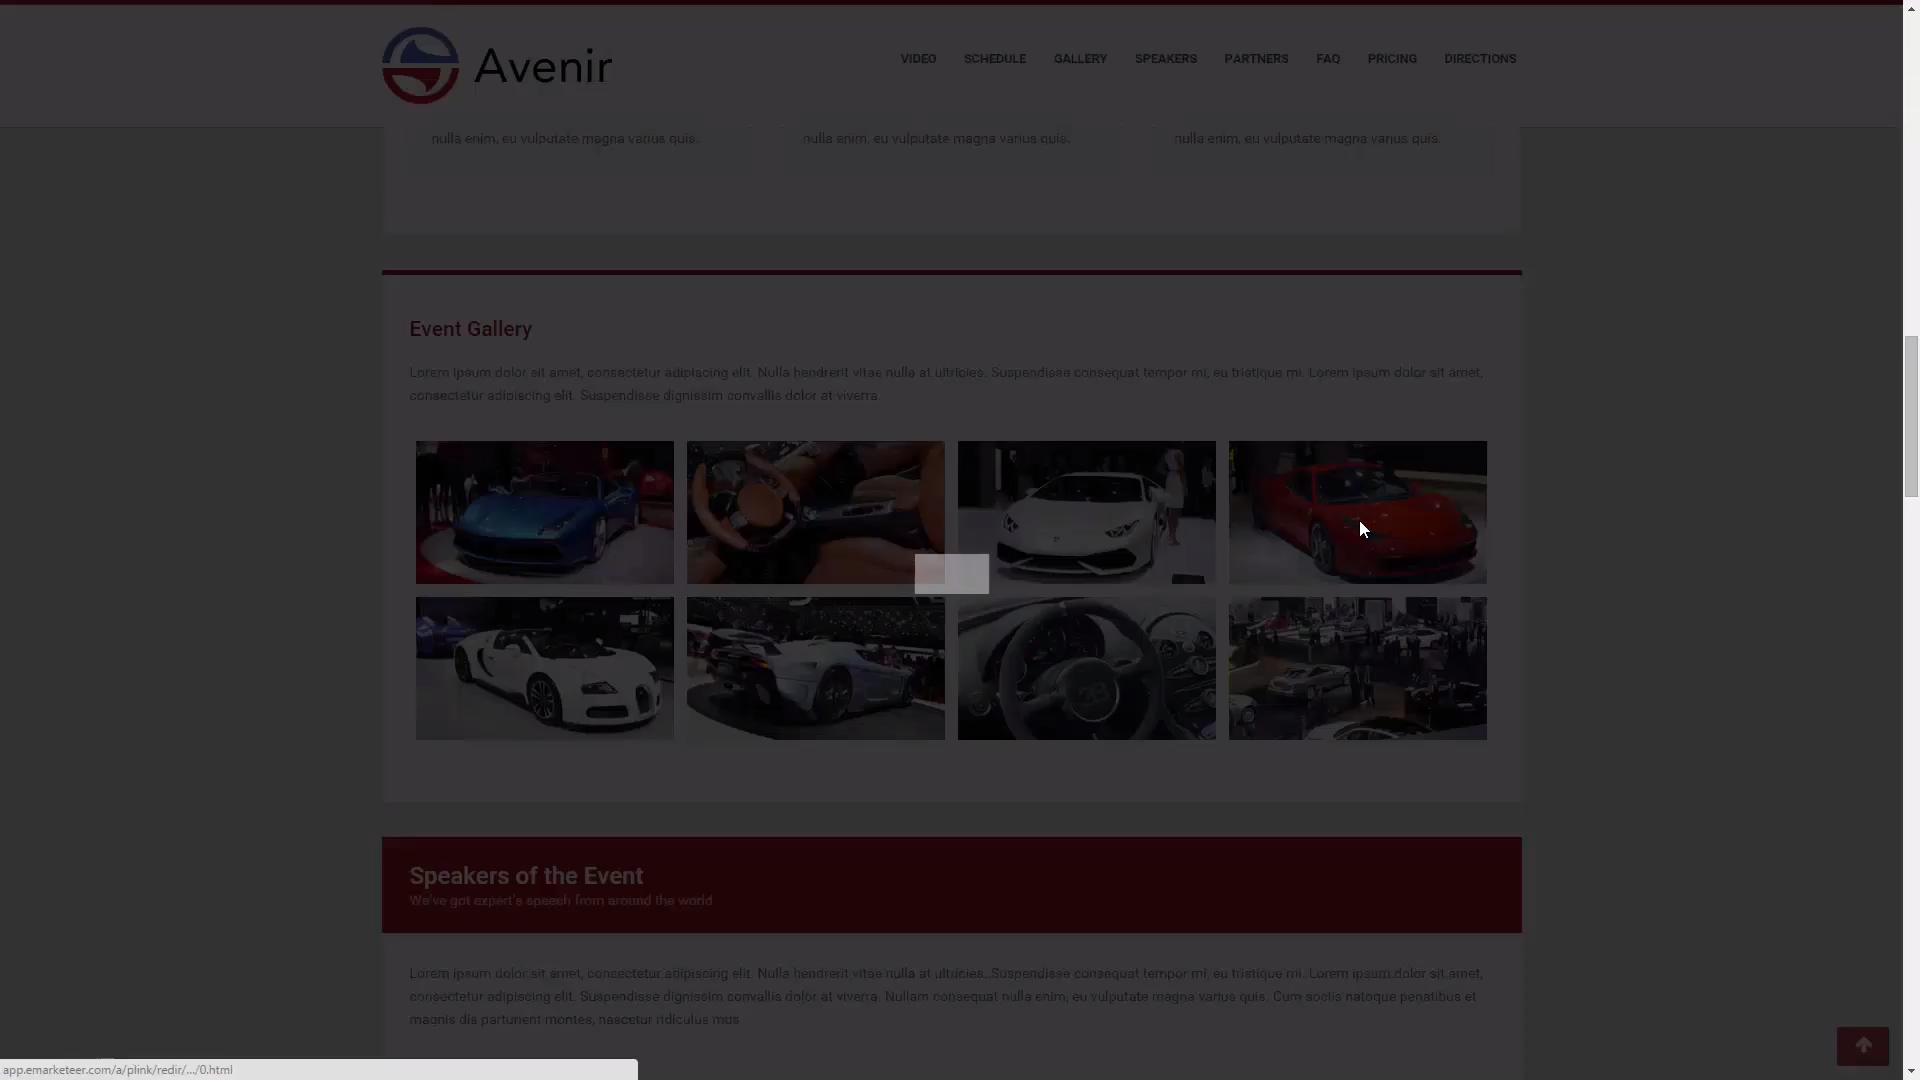 Avenir
VIDEO SCHEDULE GALLERY SPEAKERS PARTNERS FAQ PRICING DIRECTIONS
nulla enim, eu vulputate magna varius quis. nulla enim, eu vulputate magna varius quis. nulla enim, eu vulputate magna varius quis.
Event Gallery
Lorem ipsum dolor sit amet, consectetur adipiscing elit. Nulla hendrerit vitae nulla at ultricies. Suspendisse consequat tempor mi, eu tristique mi. Lorem ipsum dolor sit amet,
consectetur adipiscing elit. Suspendisse dignissim convallis dolor at viverra.
Speakers of the Event
We've got expert's speech from around the world
Lorem ipsum dolor sit amet, consectetur adipiscing elit. Nulla hendrerit vitae nulla at ultricies. Suspendisse consequat tempor mi, eu tristique mi. Lorem ipsum dolor sit amet,
consectetur adipiscing elit. Suspendisse dignissim convallis dolor at viverra. Nullam consequat nulla enim, eu vulputate magna varius quis. Cum sociis natoque penatibus et
magnis dis parturient montes, nascetur ridiculus mus
app.emarketeer.com/a/plink/redir/.../0.html